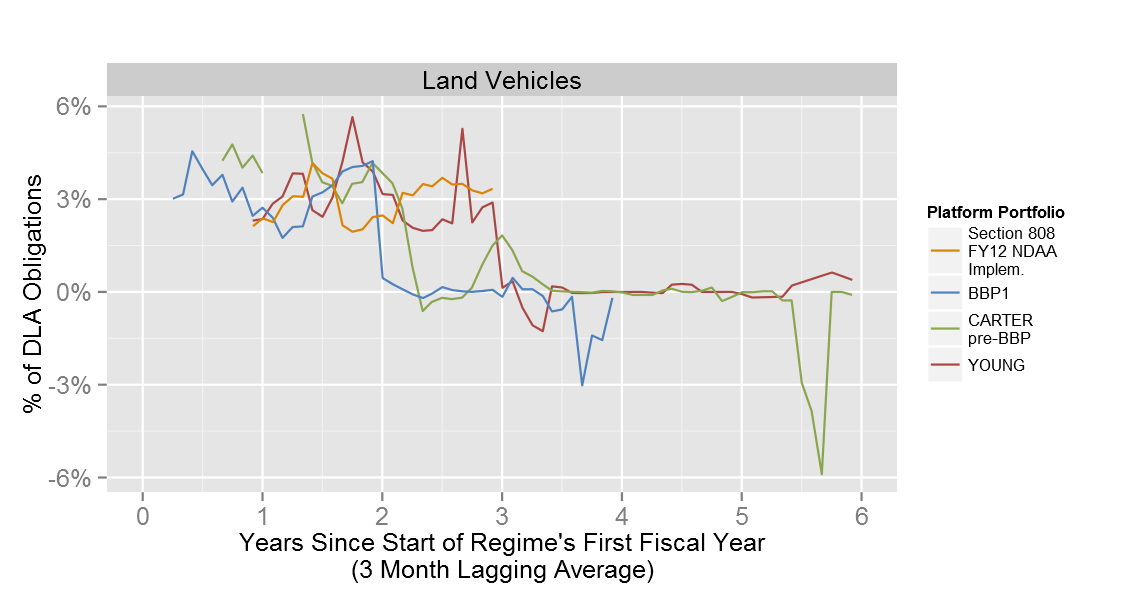 Land Vehicles
6%
3%
0%
-3%
-6%
% of DLA Obligations
0 1 2 3 4 5 6
Years Since Start of Regime's First Fiscal Year
(3 Month Lagging Average)
Platform Portfolio
Section 808
FY12 NDAA
Implem.
BBP1
CARTER
pre-BBP
YOUNG